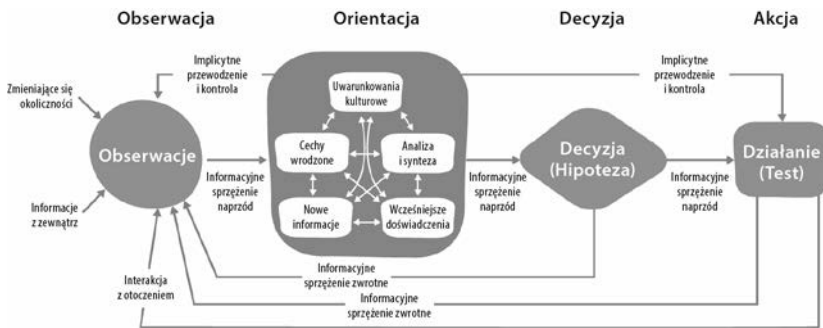 Obserwacja
Orientacja
Decyzja
Akcja
Implicytne
przewodzenie
i kontrola
Implicytne
przewodzenie
i kontrola
Zmieniające się
okoliczności
Uwarunkowania
kulturowe
Obserwacje
Cechy
wrodzone
Analiza
i synteza
Decyzja
(Hipoteza)
Działanie
(Test)
Informacyjne
sprzężenie
naprzód
Informacyjne
sprzężenie
naprzód
Informacyjne
sprzężenie
naprzód
Informacje
z zewnątrz
Nowe
informacje
Wcześniejsze
doświadczenia
Informacyjne
sprzężenie zwrotne
Interakcja
z otoczeniem
Informacyjne
sprzężenie zwrotne